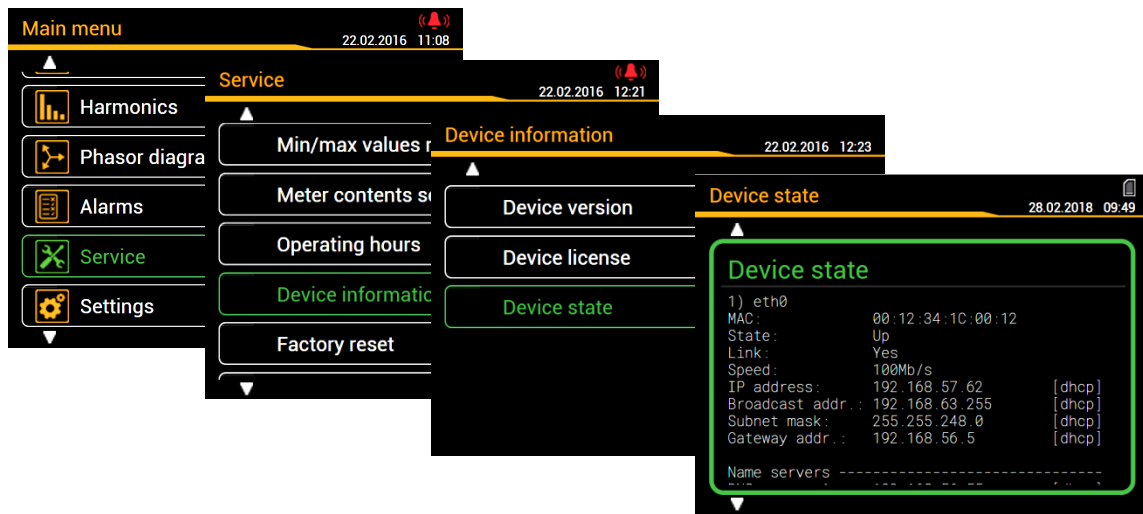 Main menu
22.02.2016 11:08
Harmonics
Phasor diagra
Alarms
Service
Settings
Service
22.02.2016 12:21
Min/max values r
Meter contents se
Operating hours
Device informatic
Factory reset
Device information
22.02.2016 12:23
Device version
Device license
Device state
Device state
28.02.2018 09:49
Device state
1) eth0
MAC: 00:12:34:1C:00:12
State: Up
Link: Yes
Speed: 100Mb/s
IP address: 192.168.57.62 [dhcp]
Broadcast addr.: 192.168.63.255 [dhcp]
Subnet mask: 255.255.248.0 [dhcp]
Gateway addr.: 192.168.56.5 [dhcp]
Name servers --------------------------------